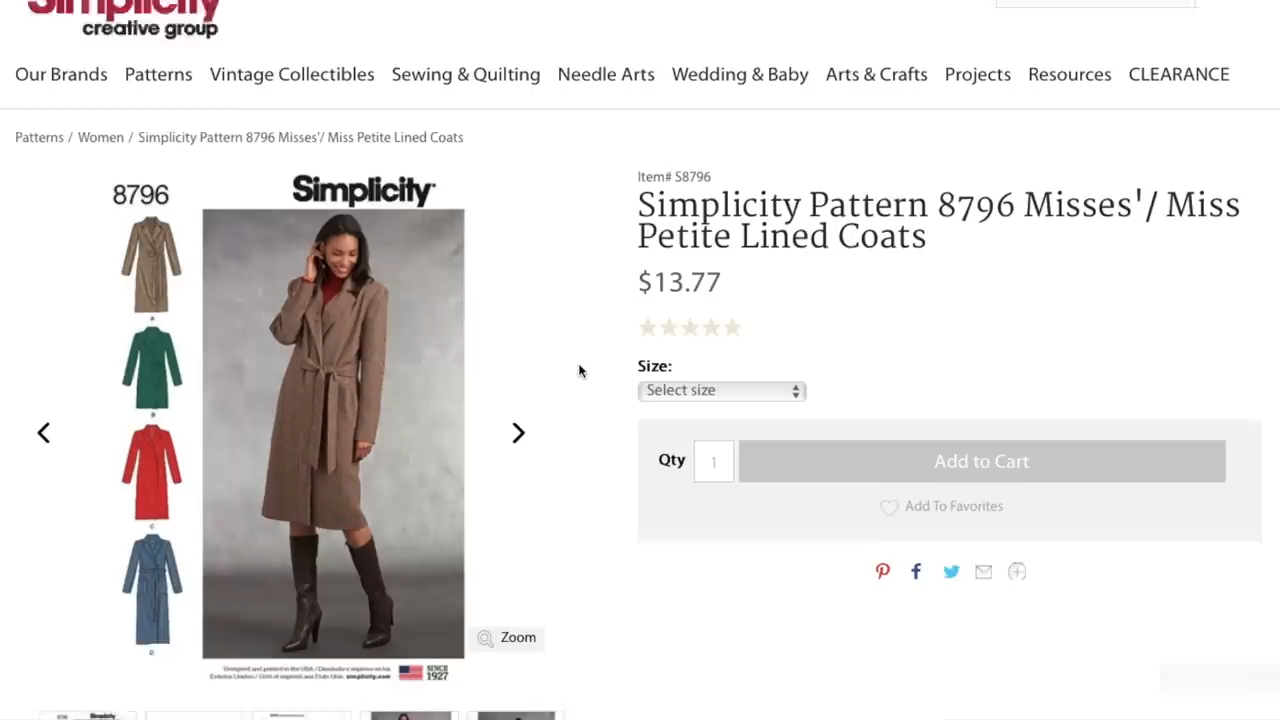 Simplicity
creative group
Our Brands Patterns Vintage Collectibles Sewing & Quilting Needle Arts Wedding & Baby Arts & Crafts Projects Resources CLEARANCE
Patterns / Women / Simplicity Pattern 8796 Misses'/ Miss Petite Lined Coats
8796
Simplicity
A
B
C
D
simplicity.com
SINCE
1927
Zoom
Item# S8796
Simplicity Pattern 8796 Misses'/ Miss
Petite Lined Coats
$13.77
Size:
Select size
Qty 1 Add to Cart
Add To Favorites